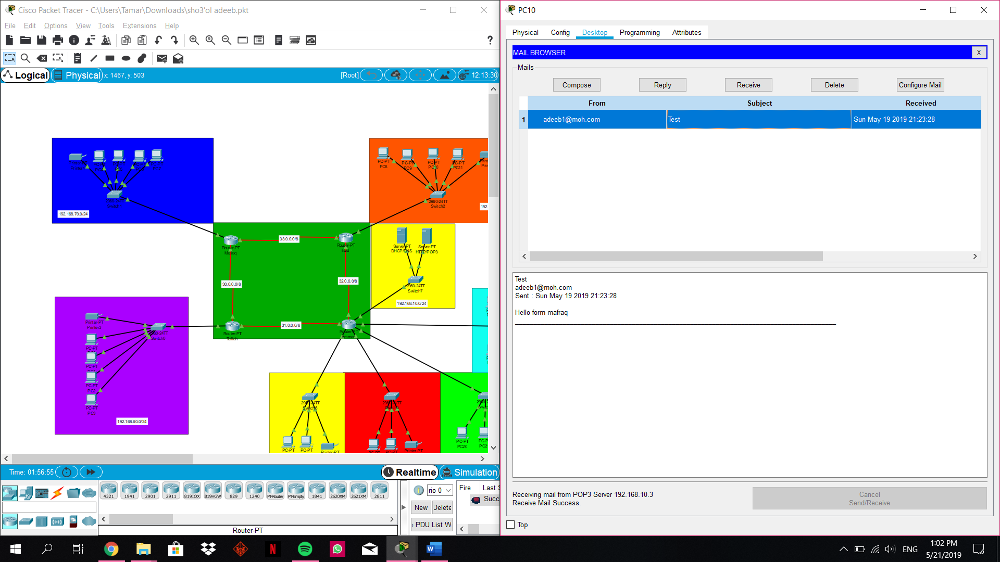 Cisco Packet Tracer - C:\Users\Tamar\Downloads\sho3'ol adeeb.pkt
File Edit Options View Tools Extensions Help
Logical Physical x: 1467, y: 503 [Root] 12:13:30
Printer-PT
PC-PT
192.168.70.0/24
PC-PT
PC8
PC-PT
PC9
PC-PT
PC10
PC-PT
PC11
2960-24TT
Switch2
192.
Router-PT
Mafraq
33.0.0.0/8
Router-PT
Irbid
Server-PT
DHCP/DNS
Server-PT
HTTP/POP3
30.0.0.0/8
32.0.0.0/8
2960-24TT
Switch7
192.168.10.0/24
Printer-PT
Printer3
2960-24TT
Switch0
31.0.0.0/8
Router-PT
Tafilah
Router-PT
Amman
PC-PT
PC-PT
PC-PT
PC2
PC-PT
PC3
192.168.60.0/24
2960-24TT
Switch6
2960-24TT
PC-PT
PC-PT
Printer-PT
PC-PT
PC-PT
Printer-PT
PC-PT
PC20
Time: 01:56:55
Realtime Simulation
4321 1941 2901 2911 819IOX 819HGW 829 1240 PT-Router PT-Empty 1841 2620XM 2621XM 2811
Router-PT
rio 0
New Delete
PDU List W
Fire Last S
Succ
PC10
Physical Config Desktop Programming Attributes
MAIL BROWSER X
Mails
Compose Reply Receive Delete Configure Mail
From Subject Received
1 adeeb1@moh.com Test Sun May 19 2019 21:23:28
Test
adeeb1@moh.com
Sent : Sun May 19 2019 21:23:28
Hello form mafraq
Receiving mail from POP3 Server 192.168.10.3
Receive Mail Success.
Cancel
Send/Receive
Top
ENG
1:02 PM
5/21/2019